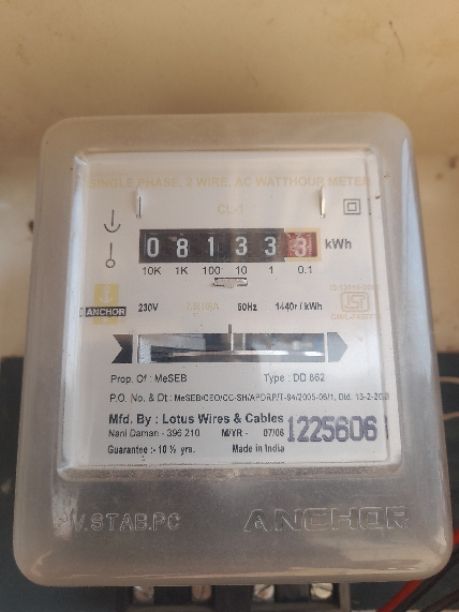 SINGLE PHASE, 2 WIRE, AC WATTHOUR METER
CL-1
0 8 1 3 3 3 kWh
10K 1K 100 10 1 0.1
ANCHOR 230V 50Hz 1440r / kWh
Prop. Of : MeSEB Type : DD 862
P.O. No. & Dt :
Mfd. By : Lotus Wires & Cables
Nani Daman - 396 210 M/YR - 07/06 1225606
Guarantee :- 10 ½ yrs. Made in India
V.STAB.PC ANCHOR